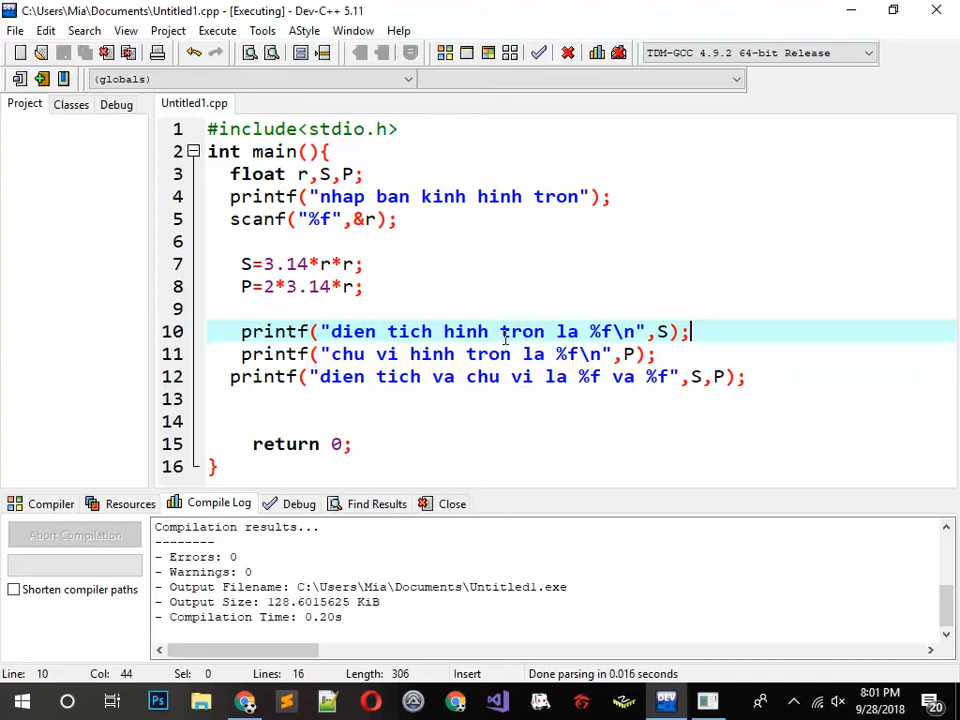 C:\Users\Mia\Documents\Untitled1.cpp - [Executing] - Dev-C++ 5.11
File Edit Search View Project Execute Tools AStyle Window Help
TDM-GCC 4.9.2 64-bit Release
(globals)
Project Classes Debug Untitled1.cpp
1 #include<stdio.h>
2 int main(){
3 float r,S,P;
4 printf("nhap ban kinh hinh tron");
5 scanf("%f",&r);
6
7 S=3.14*r*r;
8 P=2*3.14*r;
9
10 printf("dien tich hinh tron la %f\n",S);
11 printf("chu vi hinh tron la %f\n",P);
12 printf("dien tich va chu vi la %f va %f",S,P);
13
14
15 return 0;
16 }
Compiler Resources Compile Log Debug Find Results Close
Abort Compilation
Shorten compiler paths
Compilation results...
--------
- Errors: 0
- Warnings: 0
- Output Filename: C:\Users\Mia\Documents\Untitled1.exe
- Output Size: 128.6015625 KiB
- Compilation Time: 0.20s
Line: 10 Col: 44 Sel: 0 Lines: 16 Length: 306 Insert Done parsing in 0.016 seconds
Ps DEV 8:01 PM
9/28/2018 20